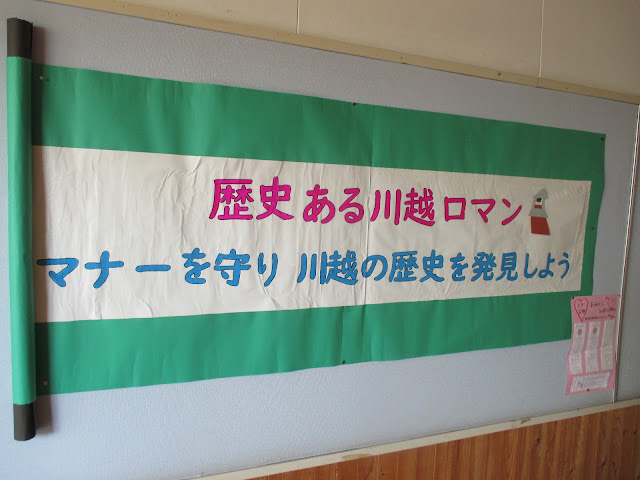 歴史ある川越ロマン
マナーを守り 川越の歴史を発見しよう